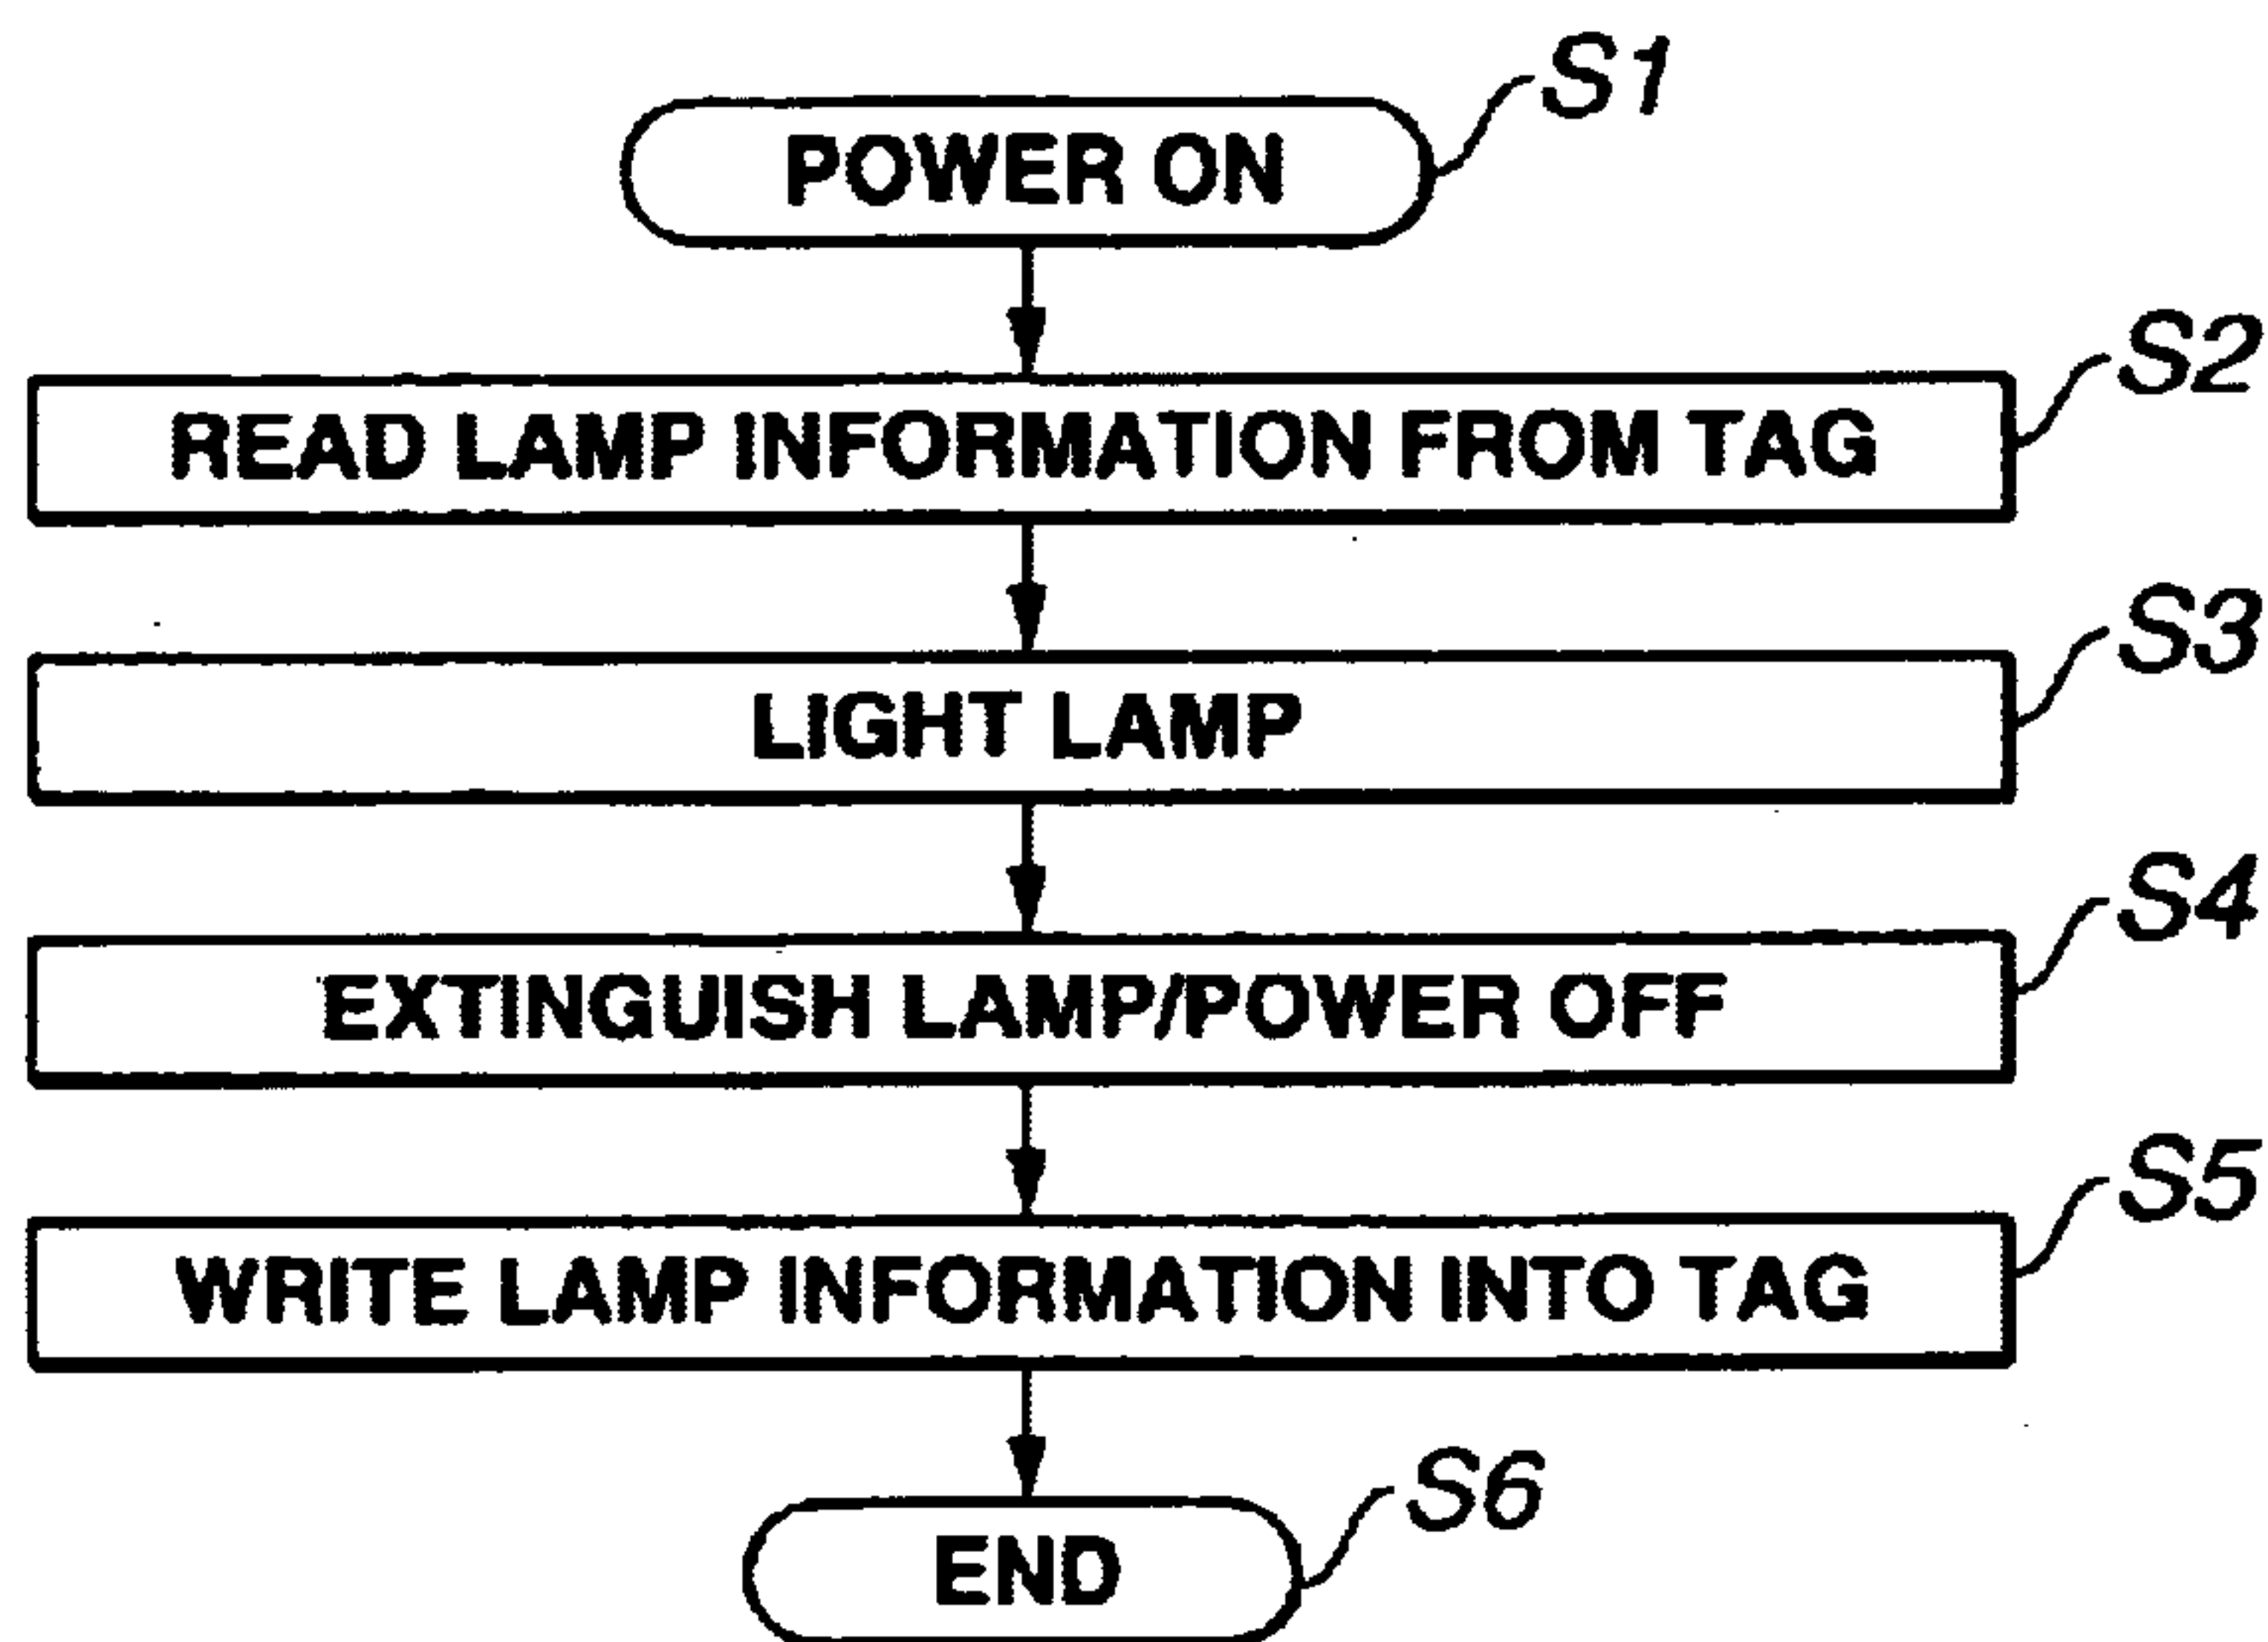 S1
POWER ON
S2
READ LAMP INFORMATION FROM TAG
S3
LIGHT LAMP
S4
EXTINGUISH LAMP/POWER OFF
S5
WRITE LAMP INFORMATION INTO TAG
S6
END